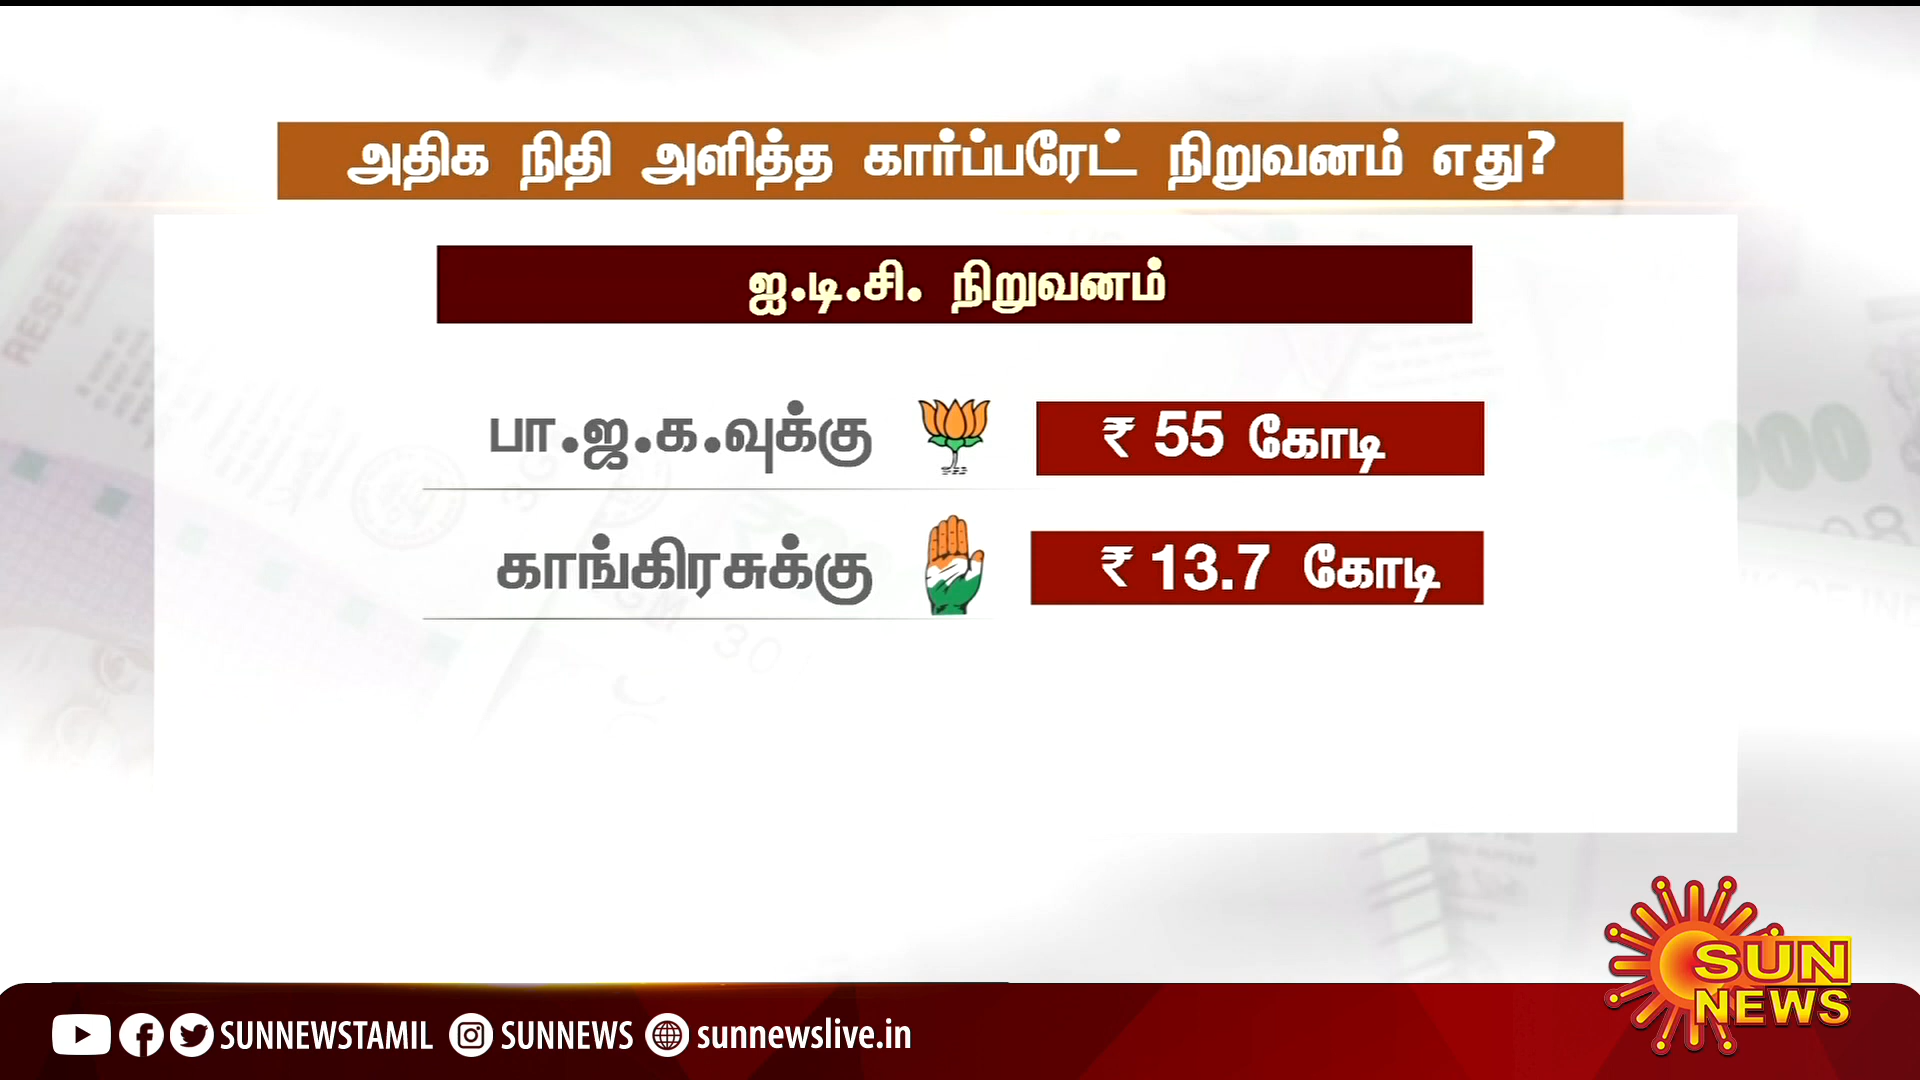 அதிக நிதி அளித்த கார்ப்பரேட் நிறுவனம் எது?
ஐ.டி.சி. நிறுவனம்
பா.ஜ.க.வுக்கு ₹ 55 கோடி
காங்கிரசுக்கு ₹ 13.7 கோடி
SUN
NEWS
SUNNEWSTAMIL SUNNEWS sunnewslive.in